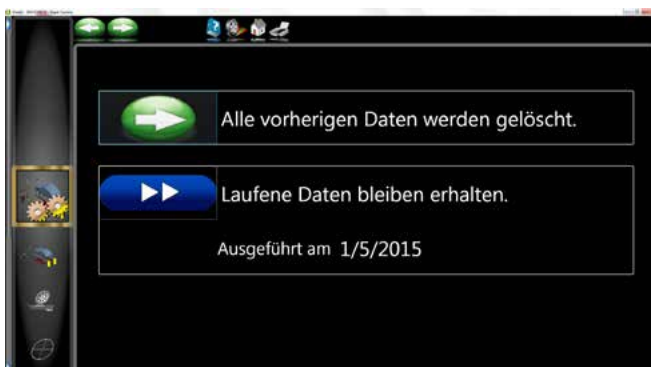 Alle vorherigen Daten werden gelöscht.
Laufene Daten bleiben erhalten.
Ausgeführt am 1/5/2015